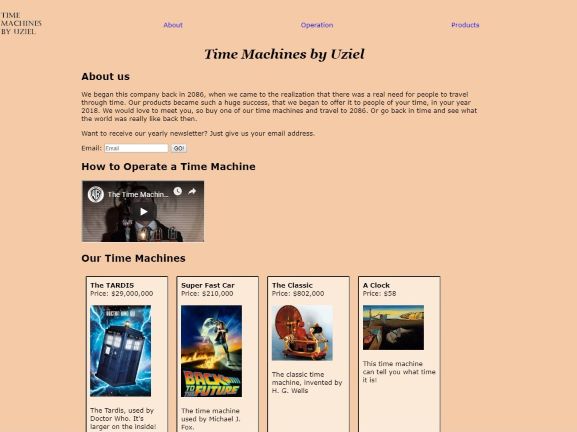 TIME
MACHINES
BY UZIEL
About
Operation
Products
Time Machines by Uziel
About us
We began this company back in 2086, when we came to the realization that there was a real need for people to travel
through time. Our products became such a huge success, that we began to offer it to people of your time, in your year
2018. We would love to meet you, so buy one of our time machines and travel to 2086. Or go back in time and see what
the world was really like back then.
Want to receive our yearly newsletter? Just give us your email address.
Email: Email GO!
How to Operate a Time Machine
The Time Machin...
Our Time Machines
The TARDIS
Price: $29,000,000
DOCTOR WHO
The Tardis, used by
Doctor Who. It's
larger on the inside!
Super Fast Car
Price: $210,000
BACK
TO THE
FUTURE
The time machine
used by Michael J.
Fox.
The Classic
Price: $802,000
The classic time
machine, invented by
H. G. Wells
A Clock
Price: $58
This time machine
can tell you what time
it is!